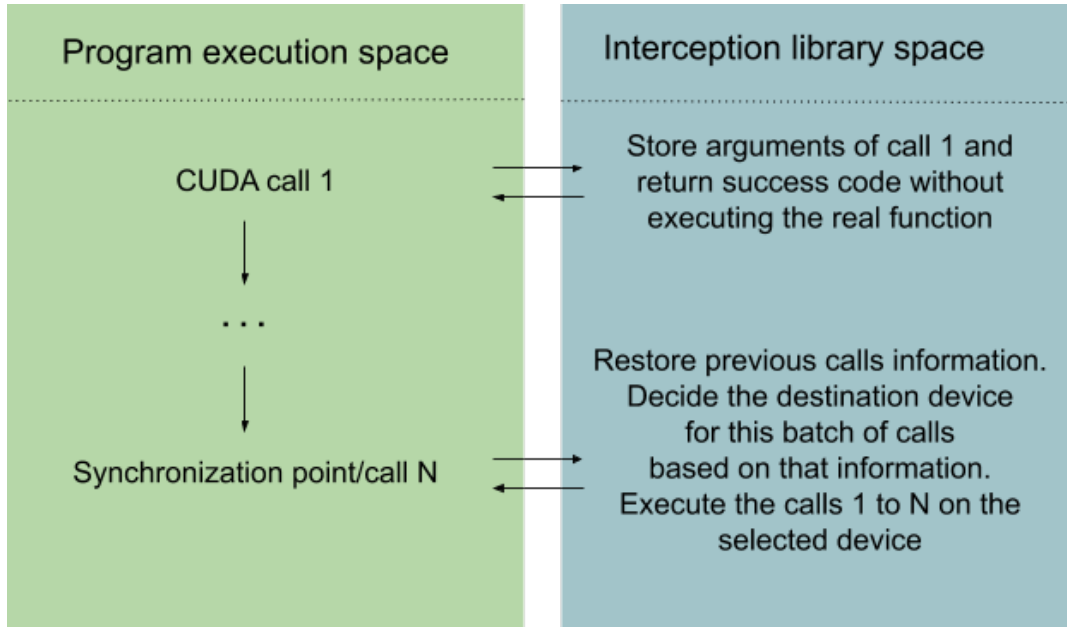 Program execution space
CUDA call 1
...
Synchronization point/call N
Interception library space
Store arguments of call 1 and
return success code without
executing the real function
Restore previous calls information.
Decide the destination device
for this batch of calls
based on that information.
Execute the calls 1 to N on the
selected device